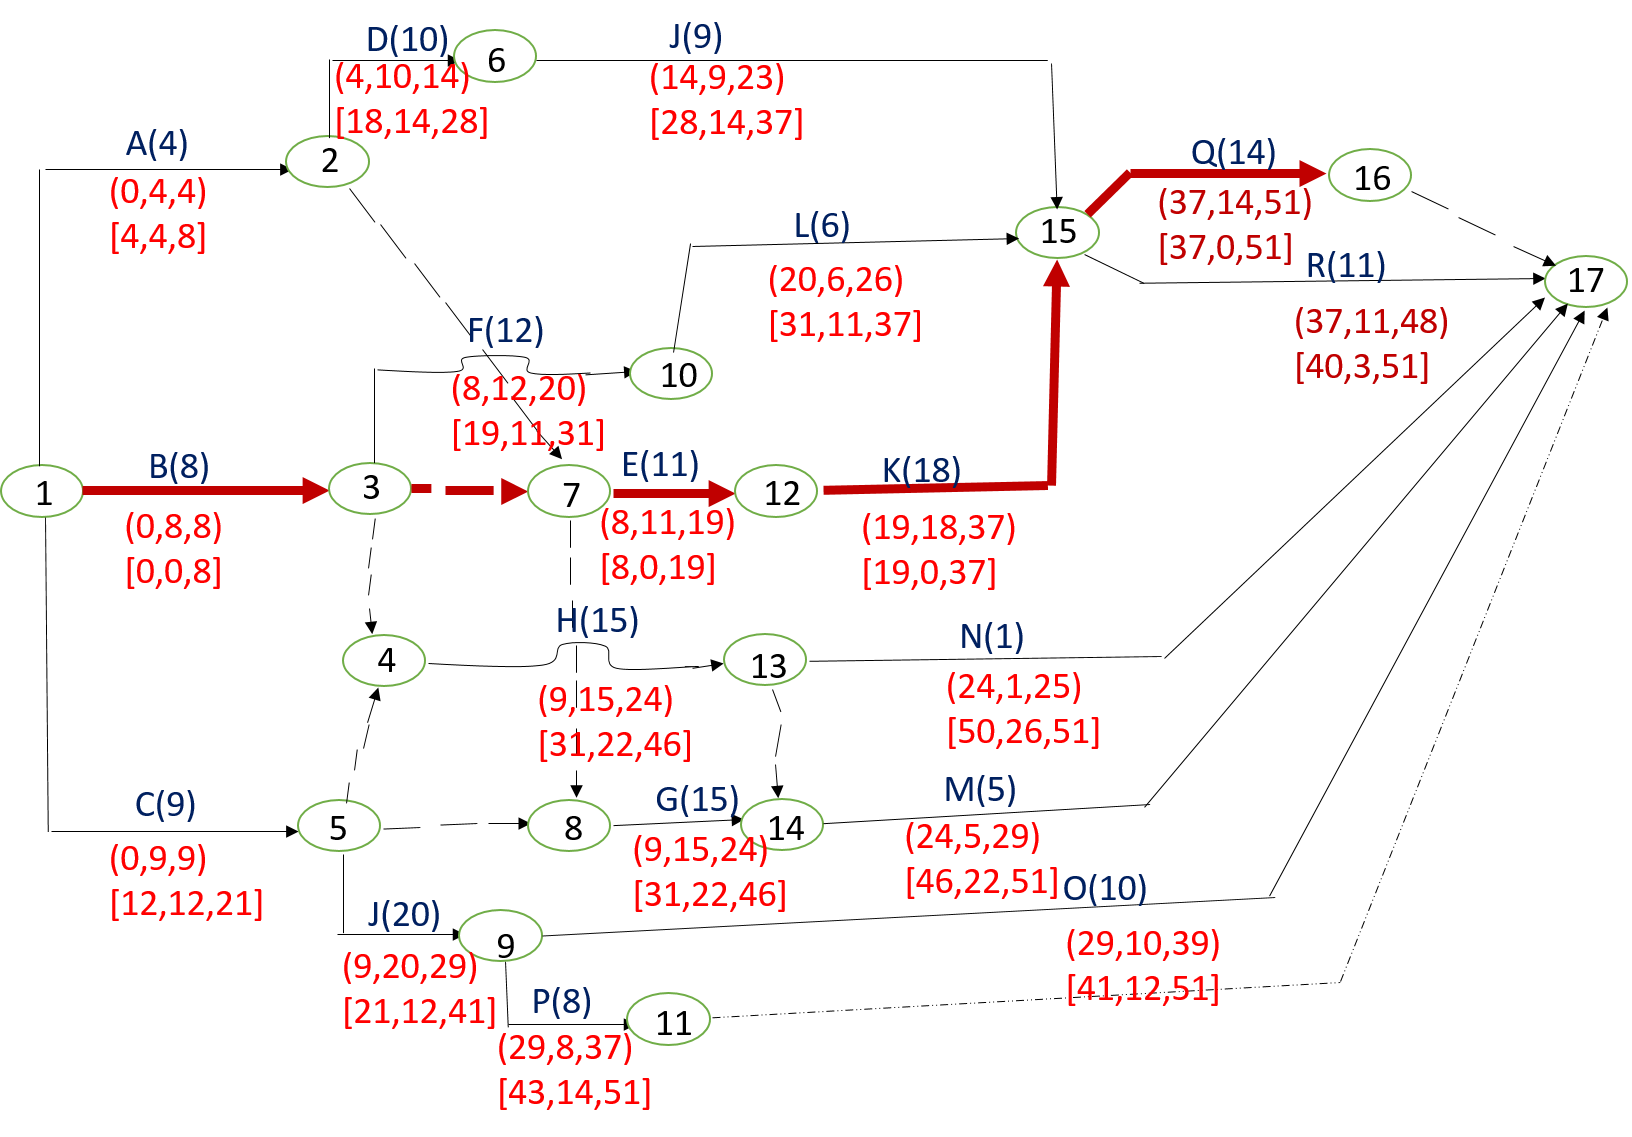 D(10)
6
J(9)
(4,10,14)
[18,14,28]
(14,9,23)
[28,14,37]
A(4)
2
(0,4,4)
[4,4,8]
Q(14)
16
(37,14,51)
[37,0,51]
L(6)
15
(20,6,26)
[31,11,37]
R(11)
17
(37,11,48)
[40,3,51]
F(12)
10
(8,12,20)
[19,11,31]
B(8)
1
3
7
E(11)
12
K(18)
(0,8,8)
[0,0,8]
(8,11,19)
[8,0,19]
(19,18,37)
[19,0,37]
H(15)
4
13
N(1)
(9,15,24)
[31,22,46]
(24,1,25)
[50,26,51]
C(9)
5
8
G(15)
14
M(5)
(0,9,9)
[12,12,21]
(9,15,24)
[31,22,46]
(24,5,29)
[46,22,51]
O(10)
J(20)
9
(9,20,29)
[21,12,41]
(29,10,39)
[41,12,51]
P(8)
11
(29,8,37)
[43,14,51]